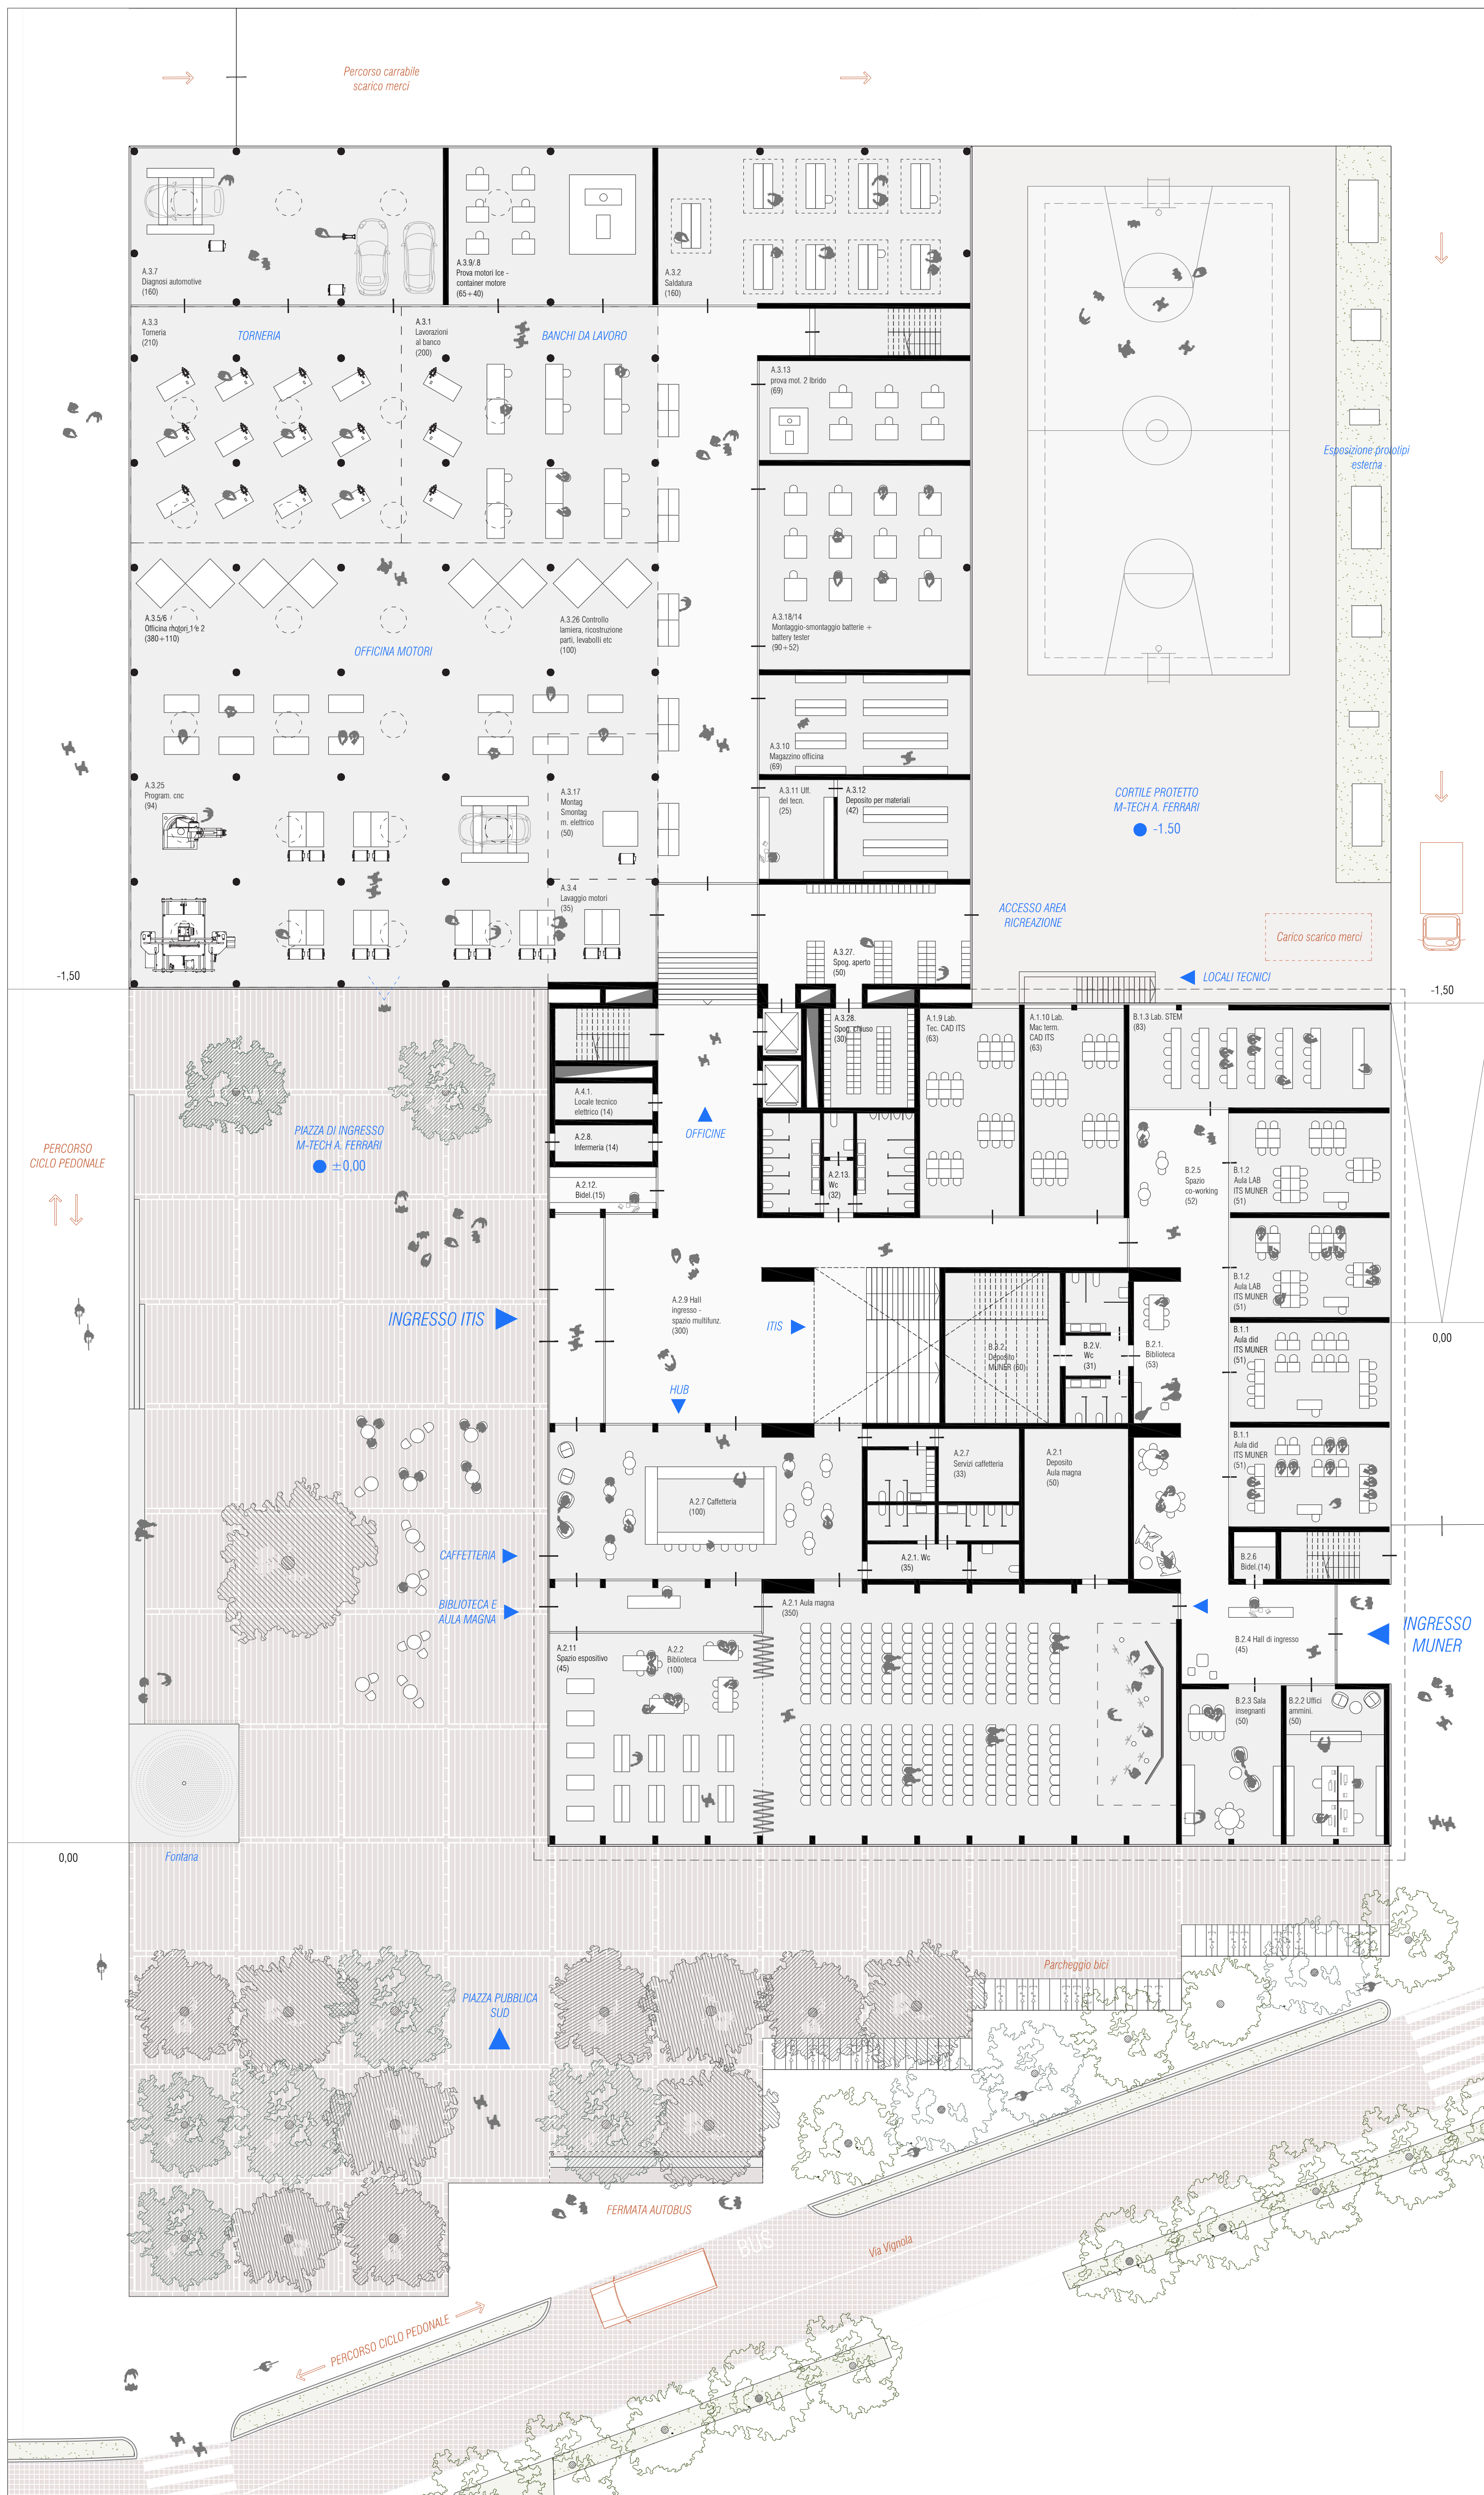 Percorso carrabile
scarico merci
A.3.7
Diagnosi automotive
(160)
A.3.9/.8
Prova motori Ice -
container motore
(65+40)
A.3.2
Saldatura
(160)
A.3.3
Torneria
(210)
TORNERIA
A.3.1
Lavorazioni
al banco
(200)
BANCHI DA LAVORO
A.3.13
prova mot. 2 Ibrido
(69)
Esposizione prototipi
esterna
A.3.5/6
Officina motori 1 e 2
(380+110)
OFFICINA MOTORI
A.3.26 Controllo
lamiera, ricostruzione
parti, levabolli etc
(100)
A.3.18/14
Montaggio-smontaggio batterie +
battery tester
(90+52)
A.3.10
Magazzino officina
(69)
A.3.25
Program. cnc
(94)
A.3.17
Montag
Smontag
m. elettrico
(50)
A.3.11 Uff.
del tecn.
(25)
A.3.12
Deposito per materiali
(42)
CORTILE PROTETTO
M-TECH A. FERRARI
-1.50
A.3.4
Lavaggio motori
(35)
ACCESSO AREA
RICREAZIONE
Carico scarico merci
A.3.27.
Spog. aperto
(50)
LOCALI TECNICI
-1,50
-1,50
A.3.28.
Spog. chiuso
(30)
A.1.9 Lab.
Tec. CAD ITS
(63)
A.1.10 Lab.
Mac term.
CAD ITS
(63)
B.1.3 Lab. STEM
(83)
A.4.1.
Locale tecnico
elettrico (14)
OFFICINE
A.2.8.
Infermeria (14)
PIAZZA DI INGRESSO
M-TECH A. FERRARI
±0,00
PERCORSO
CICLO PEDONALE
A.2.12.
Bidel.(15)
A.2.13.
Wc
(32)
B.2.5
Spazio
co-working
(52)
B.1.2
Aula LAB
ITS MUNER
(51)
B.1.2
Aula LAB
ITS MUNER
(51)
INGRESSO ITIS
A.2.9 Hall
ingresso -
spazio multifunz.
(300)
ITIS
B.3.2.
Deposito
MUNER (60)
B.2.V.
Wc
(31)
B.2.1.
Biblioteca
(53)
B.1.1
Aula did
ITS MUNER
(51)
0,00
HUB
B.1.1
Aula did
ITS MUNER
(51)
A.2.7 Caffetteria
(100)
A.2.7
Servizi caffetteria
(33)
A.2.1
Deposito
Aula magna
(50)
CAFFETTERIA
A.2.1. Wc
(35)
B.2.6
Bidel.(14)
BIBLIOTECA E
AULA MAGNA
A.2.1 Aula magna
(350)
INGRESSO
MUNER
B.2.4 Hall di ingresso
(45)
A.2.11
Spazio espositivo
(45)
A.2.2
Biblioteca
(100)
B.2.3 Sala
insegnanti
(50)
B.2.2 Uffici
ammini.
(50)
0,00
Fontana
Parcheggio bici
PIAZZA PUBBLICA
SUD
FERMATA AUTOBUS
BUS
Via Vignola
PERCORSO CICLO PEDONALE